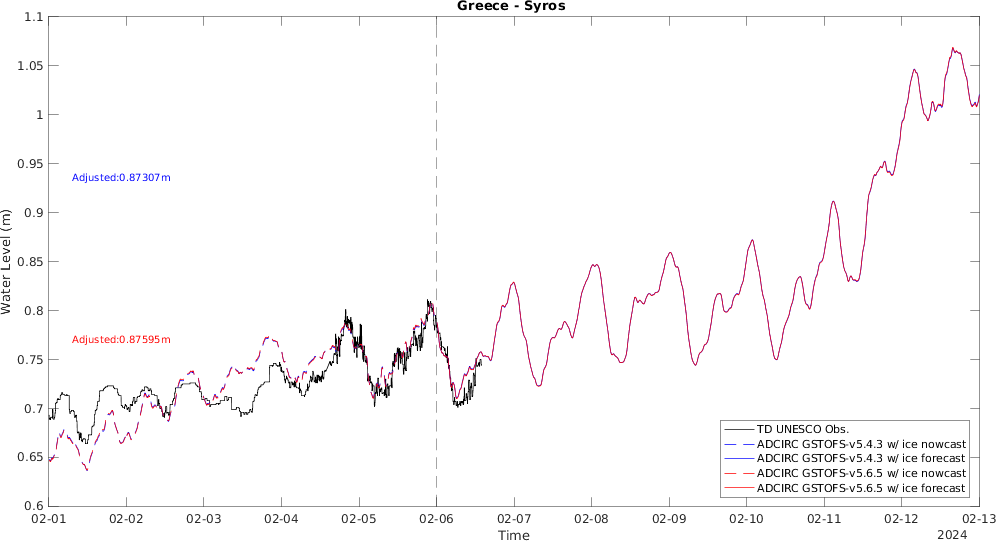 Greece - Syros
1.1
1.05
1
0.95
0.9
0.85
0.8
0.75
0.7
0.65
0.6
Water Level (m)
Adjusted:0.87307m
Adjusted:0.87595m
TD UNESCO Obs.
ADCIRC GSTOFS-v5.4.3 w/ ice nowcast
ADCIRC GSTOFS-v5.4.3 w/ ice forecast
ADCIRC GSTOFS-v5.6.5 w/ ice nowcast
ADCIRC GSTOFS-v5.6.5 w/ ice forecast
02-01 02-02 02-03 02-04 02-05 02-06 02-07 02-08 02-09 02-10 02-11 02-12 02-13
Time
2024